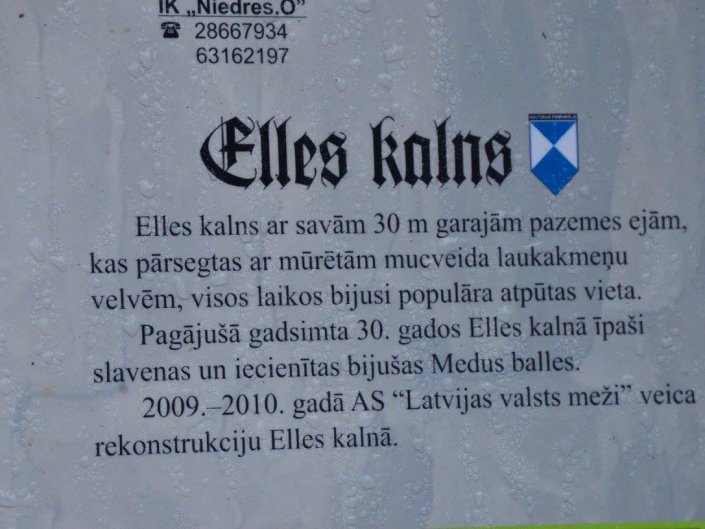 IK „Niedres.O”
☎ 28667934
63162197
Elles kalns
KULTŪRAS PIEMINEKLIS
Elles kalns ar savām 30 m garajām pazemes ejām,
kas pārsegtas ar mūrētām mucveida laukakmeņu
velvēm, visos laikos bijusi populāra atpūtas vieta.
Pagājušā gadsimta 30. gados Elles kalnā īpaši
slavenas un iecienītas bijušas Medus balles.
2009.–2010. gadā AS “Latvijas valsts meži” veica
rekonstrukciju Elles kalnā.